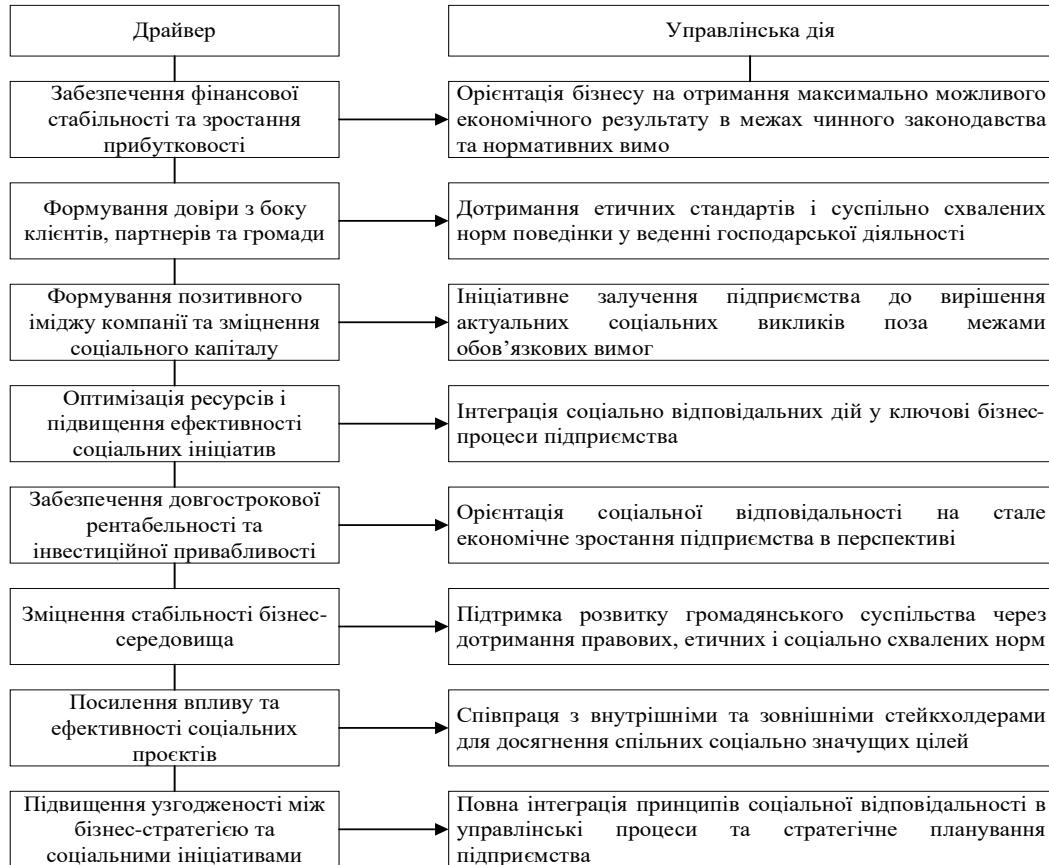 Драйвер
Управлінська дія
Забезпечення фінансової
стабільності та зростання
прибутковості
Орієнтація бізнесу на отримання максимально можливого
економічного результату в межах чинного законодавства
та нормативних вимо
Формування довіри з боку
клієнтів, партнерів та громади
Дотримання етичних стандартів і суспільно схвалених
норм поведінки у веденні господарської діяльності
Формування позитивного
іміджу компанії та зміцнення
соціального капіталу
Ініціативне залучення підприємства до вирішення
актуальних соціальних викликів поза межами
обов’язкових вимог
Оптимізація ресурсів і
підвищення ефективності
соціальних ініціатив
Інтеграція соціально відповідальних дій у ключові бізнес-
процеси підприємства
Забезпечення довгострокової
рентабельності та
інвестиційної привабливості
Орієнтація соціальної відповідальності на стале
економічне зростання підприємства в перспективі
Зміцнення стабільності бізнес-
середовища
Підтримка розвитку громадянського суспільства через
дотримання правових, етичних і соціально схвалених норм
Посилення впливу та
ефективності соціальних
проєктів
Співпраця з внутрішніми та зовнішніми стейкхолдерами
для досягнення спільних соціально значущих цілей
Підвищення узгодженості між
бізнес-стратегією та
соціальними ініціативами
Повна інтеграція принципів соціальної відповідальності в
управлінські процеси та стратегічне планування
підприємства